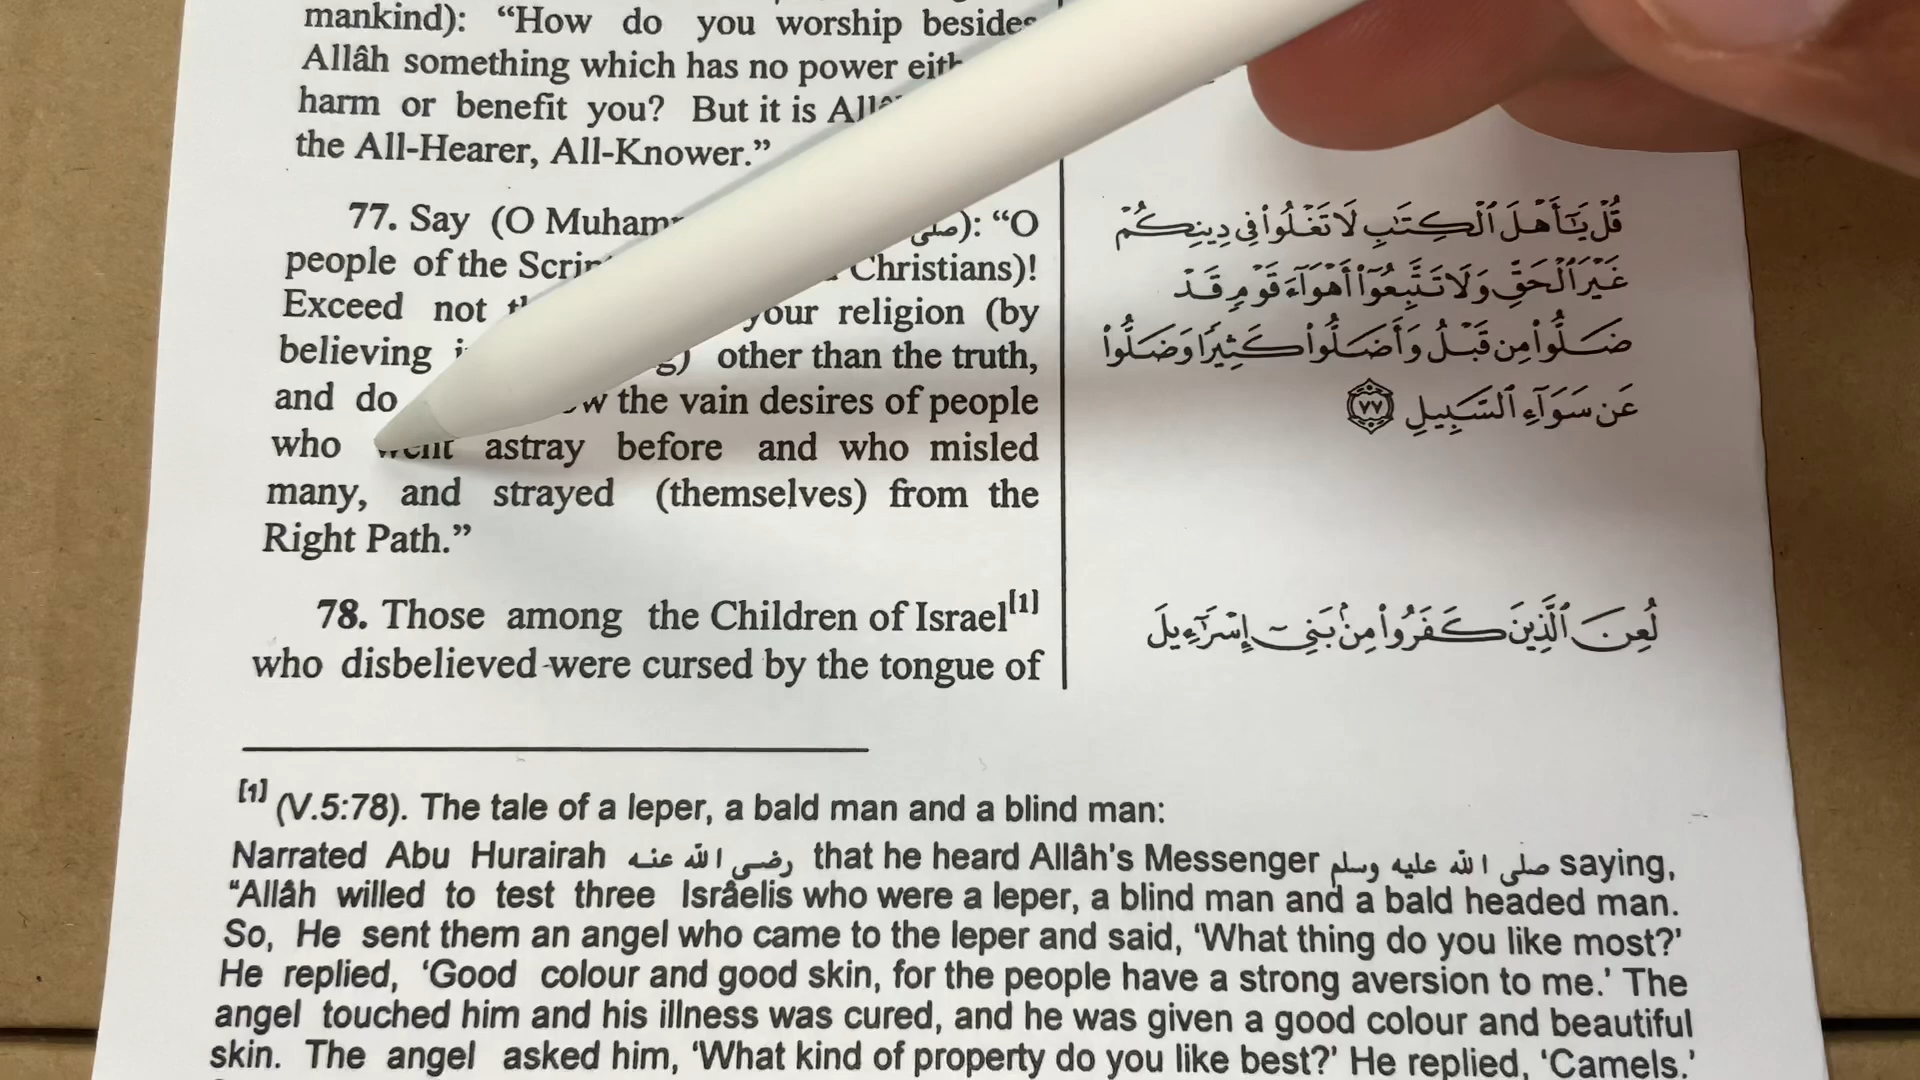 mankind): “How do you worship besides
Allâh something which has no power
harm or benefit you? But it is
the All-Hearer, All-Knower.”
77. Say (O): “O
people of the Christians)!
Exceed not your religion (by
believing other than the truth,
and do the vain desires of people
who went astray before and who misled
many, and strayed (themselves) from the
Right Path.”
78. Those among the Children of Israel[1]
who disbelieved were cursed by the tongue of
قُلْ يَٰٓأَهْلَ ٱلْكِتَٰبِ لَا تَغْلُوا۟ فِى دِينِكُمْ
غَيْرَ ٱلْحَقِّ وَلَا تَتَّبِعُوٓا۟ أَهْوَآءَ قَوْمٍ قَدْ
ضَلُّوا۟ مِن قَبْلُ وَأَضَلُّوا۟ كَثِيرًا وَضَلُّوا۟
عَن سَوَآءِ ٱلسَّبِيلِ ٧٧
لُعِنَ ٱلَّذِينَ كَفَرُوا۟ مِنۢ بَنِىٓ إِسْرَٰٓءِيلَ
[1] (V.5:78). The tale of a leper, a bald man and a blind man:
Narrated Abu Hurairah رضي الله عنه that he heard Allâh's Messenger صلى الله عليه وسلم saying,
“Allâh willed to test three Isrâelis who were a leper, a blind man and a bald headed man.
So, He sent them an angel who came to the leper and said, ‘What thing do you like most?’
He replied, ‘Good colour and good skin, for the people have a strong aversion to me.’ The
angel touched him and his illness was cured, and he was given a good colour and beautiful
skin. The angel asked him, ‘What kind of property do you like best?’ He replied, ‘Camels.’